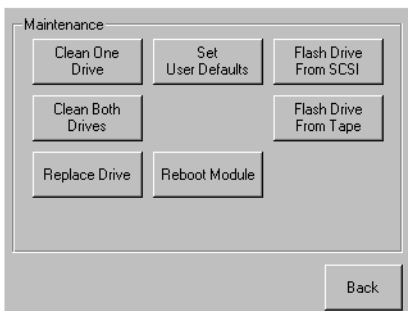 Maintenance
Clean One
Drive
Set
User Defaults
Flash Drive
From SCSI
Clean Both
Drives
Flash Drive
From Tape
Replace Drive
Reboot Module
Back